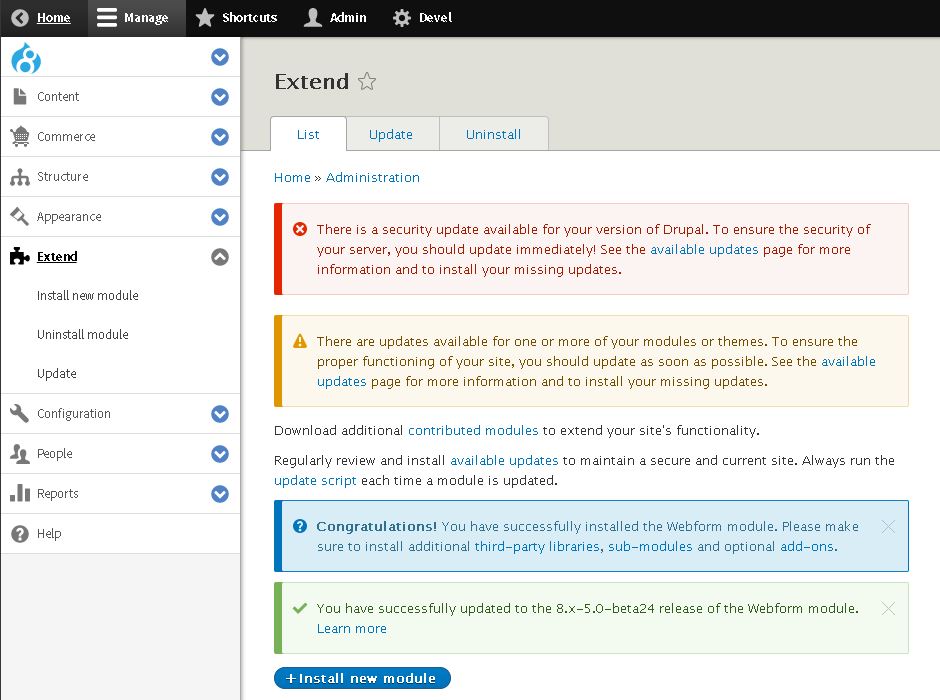 Home Manage Shortcuts Admin Devel
Content
Commerce
Structure
Appearance
Extend
Install new module
Uninstall module
Update
Configuration
People
Reports
Help
Extend
List Update Uninstall
Home » Administration
There is a security update available for your version of Drupal. To ensure the security of
your server, you should update immediately! See the available updates page for more
information and to install your missing updates.
There are updates available for one or more of your modules or themes. To ensure the
proper functioning of your site, you should update as soon as possible. See the available
updates page for more information and to install your missing updates.
Download additional contributed modules to extend your site's functionality.
Regularly review and install available updates to maintain a secure and current site. Always run the
update script each time a module is updated.
Congratulations! You have successfully installed the Webform module. Please make
sure to install additional third-party libraries, sub-modules and optional add-ons.
You have successfully updated to the 8.x-5.0-beta24 release of the Webform module.
Learn more
+Install new module